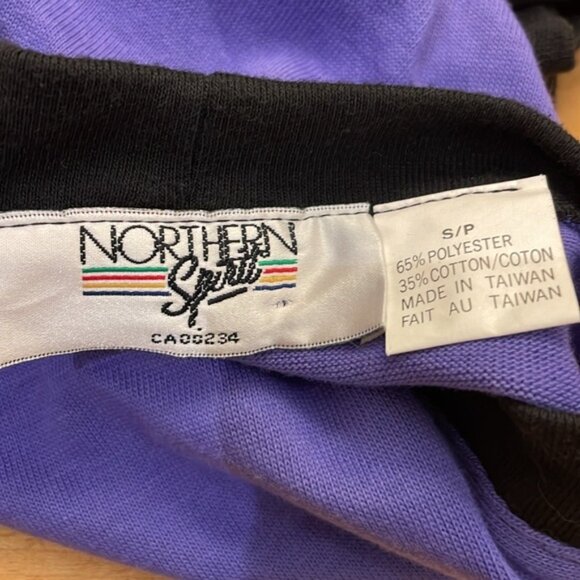 NORTHERN
Spirit
CA00234
S/P
65% POLYESTER
35% COTTON/COTON
MADE IN TAIWAN
FAIT AU TAIWAN